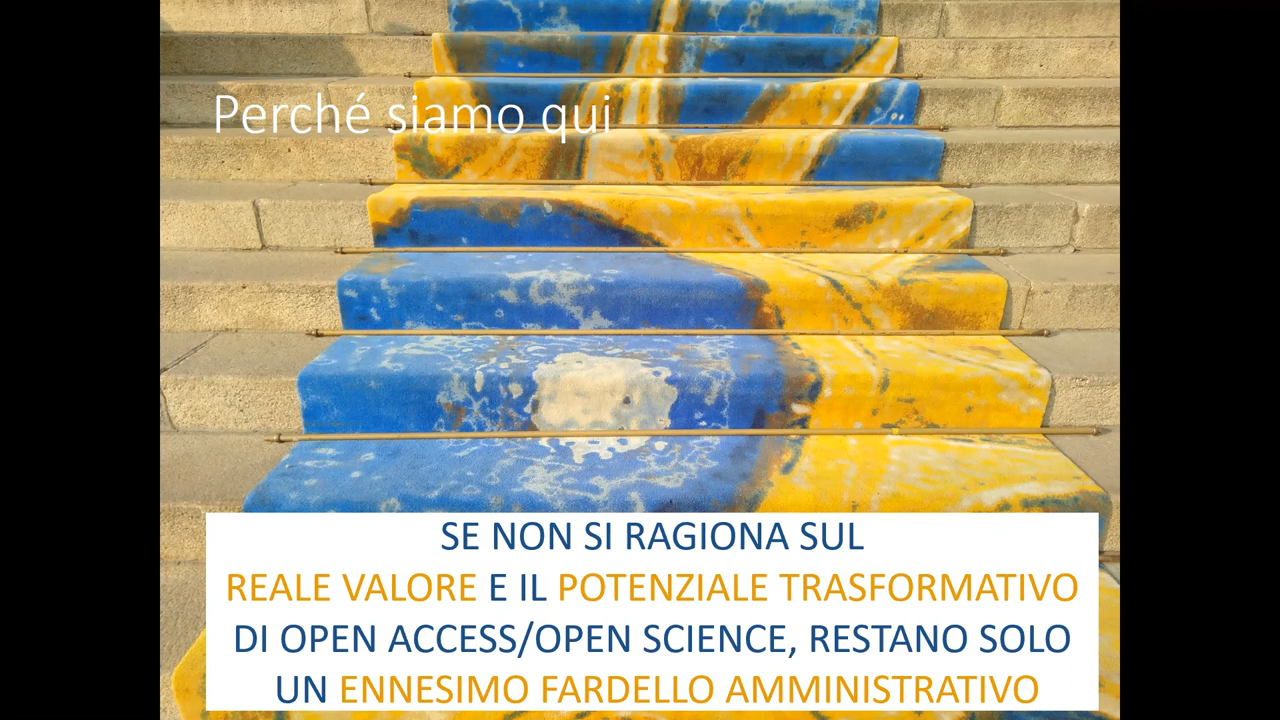 Perché siamo qui
SE NON SI RAGIONA SUL
REALE VALORE E IL POTENZIALE TRASFORMATIVO
DI OPEN ACCESS/OPEN SCIENCE, RESTANO SOLO
UN ENNESIMO FARDELLO AMMINISTRATIVO